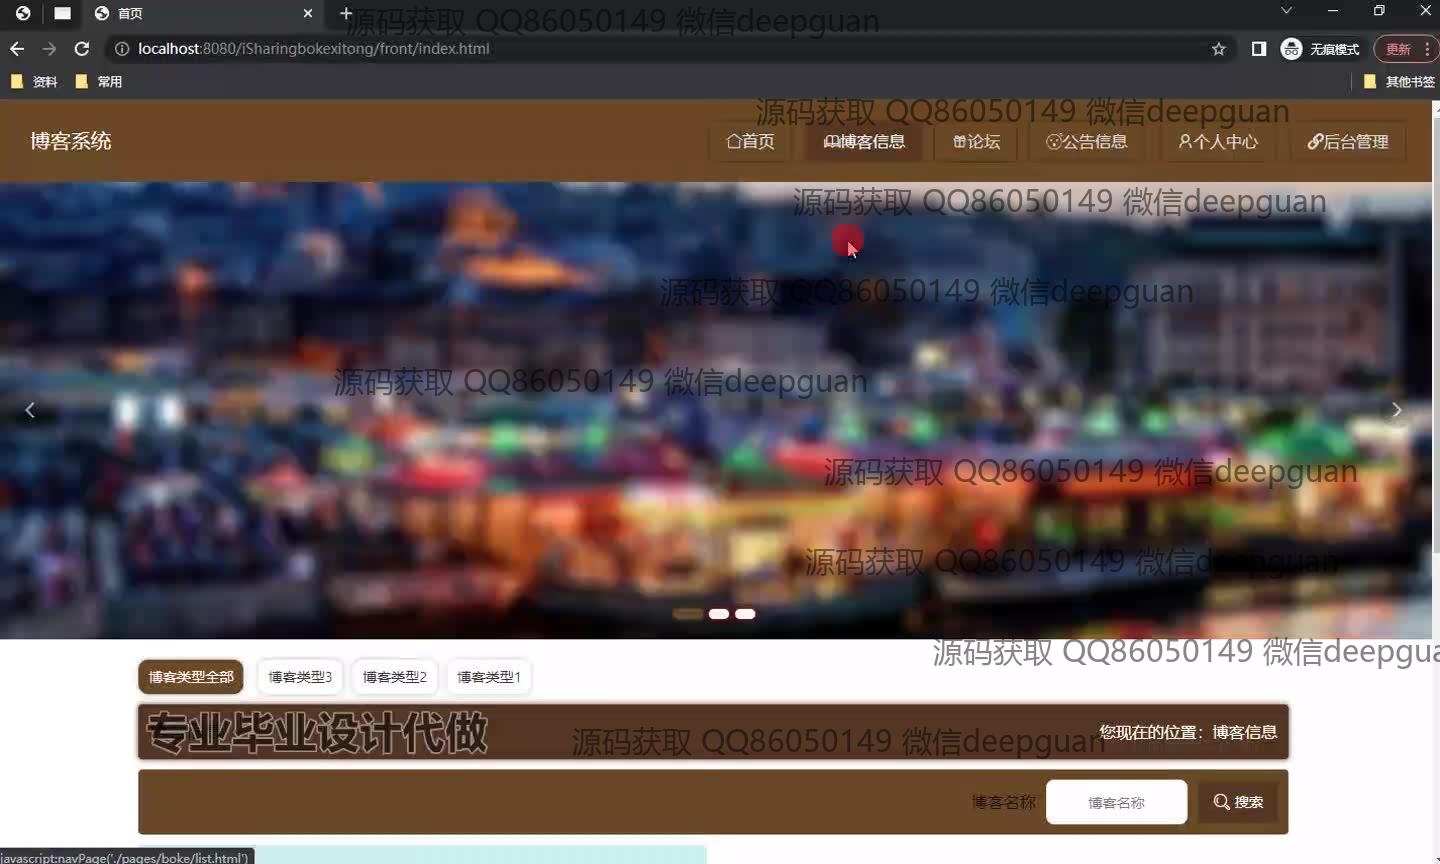 首页
源码获取 QQ86050149 微信deepguan
localhost:8080/iSharingbokexitong/front/index.html
无痕模式
更新
资料
常用
其他书签
源码获取 QQ86050149 微信deepguan
博客系统
首页
博客信息
论坛
公告信息
个人中心
后台管理
源码获取 QQ86050149 微信deepguan
源码获取 QQ86050149 微信deepguan
源码获取 QQ86050149 微信deepguan
源码获取 QQ86050149 微信deepguan
源码获取 QQ86050149 微信deepguan
源码获取 QQ86050149 微信deepgua
博客类型全部
博客类型3
博客类型2
博客类型1
专业毕业设计代做
源码获取 QQ86050149 微信deepguan
您现在的位置：博客信息
博客名称
博客名称
搜索
javascript:navPage('./pages/boke/list.html')